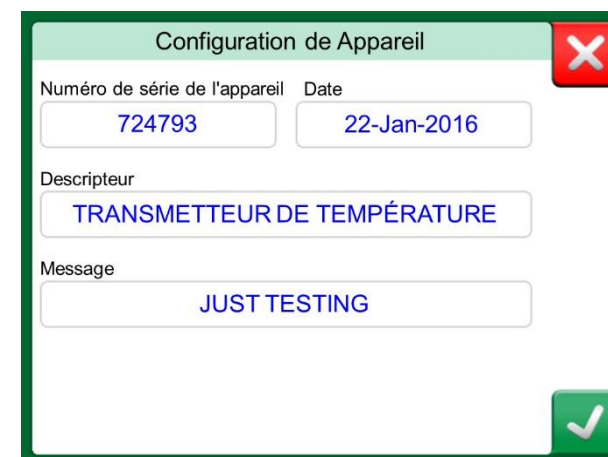 Configuration de Appareil
Numéro de série de l'appareil Date
724793 22-Jan-2016
Descripteur
TRANSMETTEUR DE TEMPÉRATURE
Message
JUST TESTING